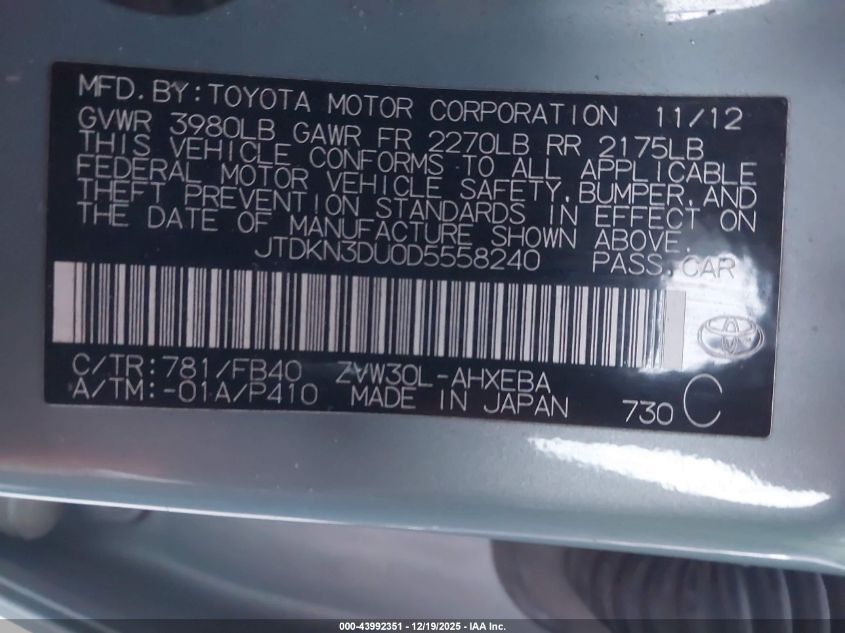 MFD.BY:TOYOTA MOTOR CORPORATION 11/12
GVWR 3980LB GAWR FR 2270LB RR 2175LB
THIS VEHICLE CONFORMS TO ALL APPLICABLE
FEDERAL MOTOR VEHICLE SAFETY,BUMPER,AND
THEFT PREVENTION STANDARDS IN EFFECT ON
THE DATE OF MANUFACTURE SHOWN ABOVE.
JTDKN3DU0D5558240 PASS.CAR
C/TR:781/FB40 ZVW30L-AHXEBA
A/TM:-01A/P410 MADE IN JAPAN 730 C
000-43992351 - 12/19/2025 - IAA Inc.